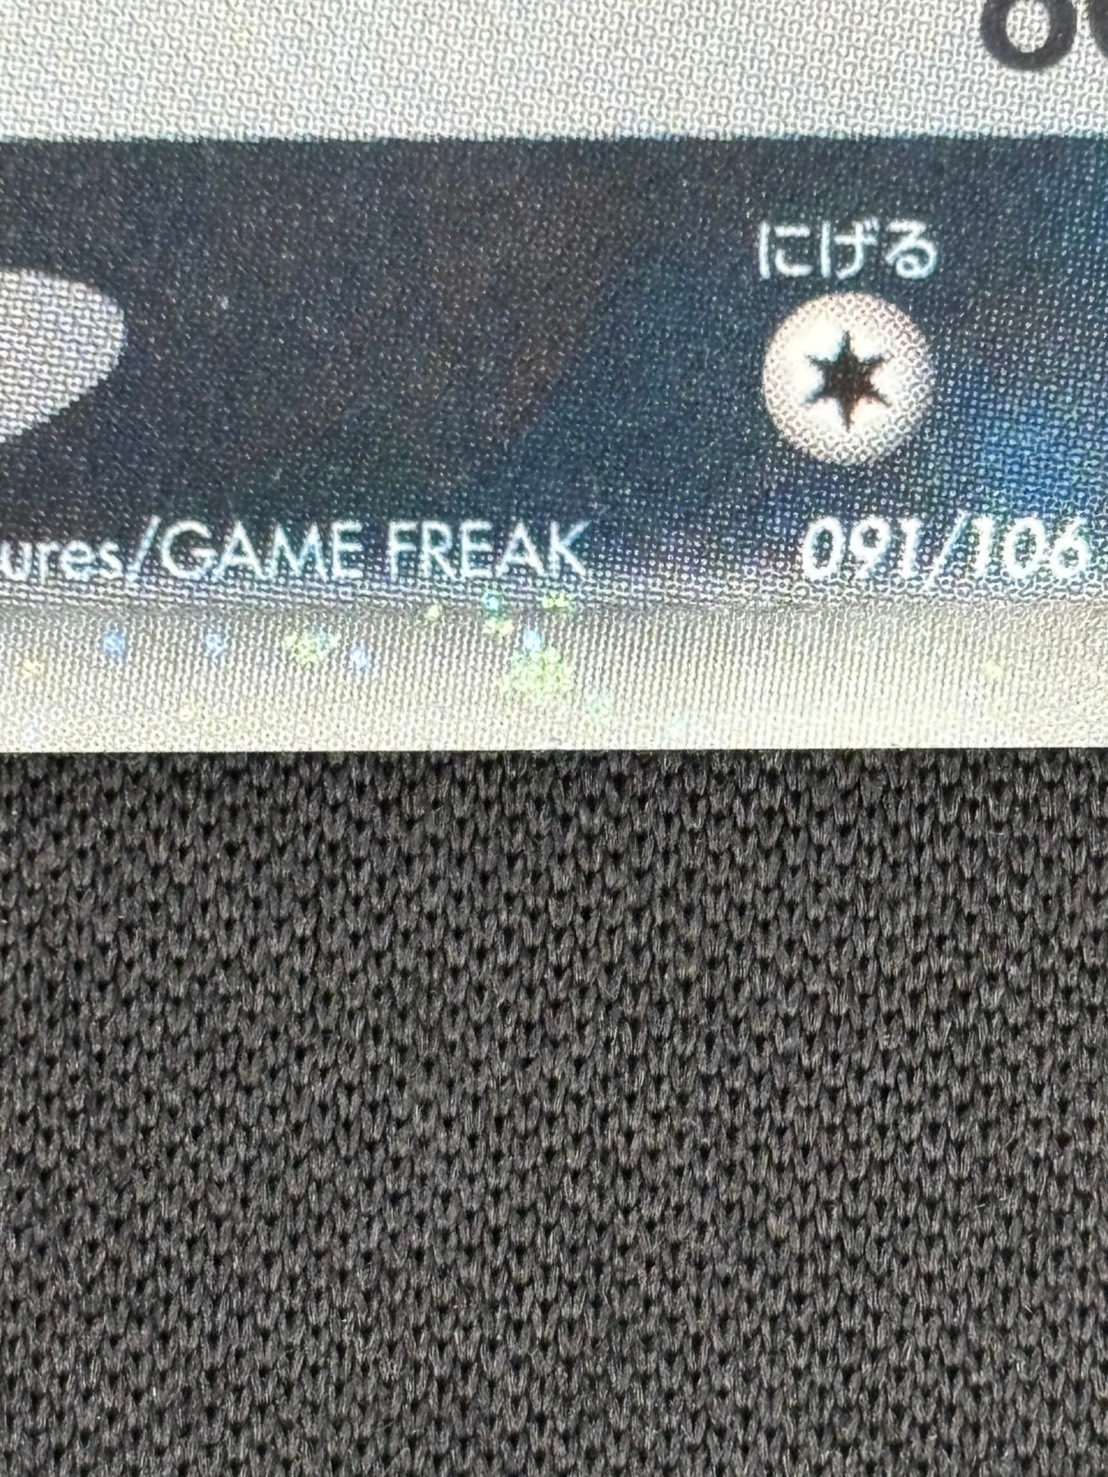 にげる
ures/GAME FREAK 091/106